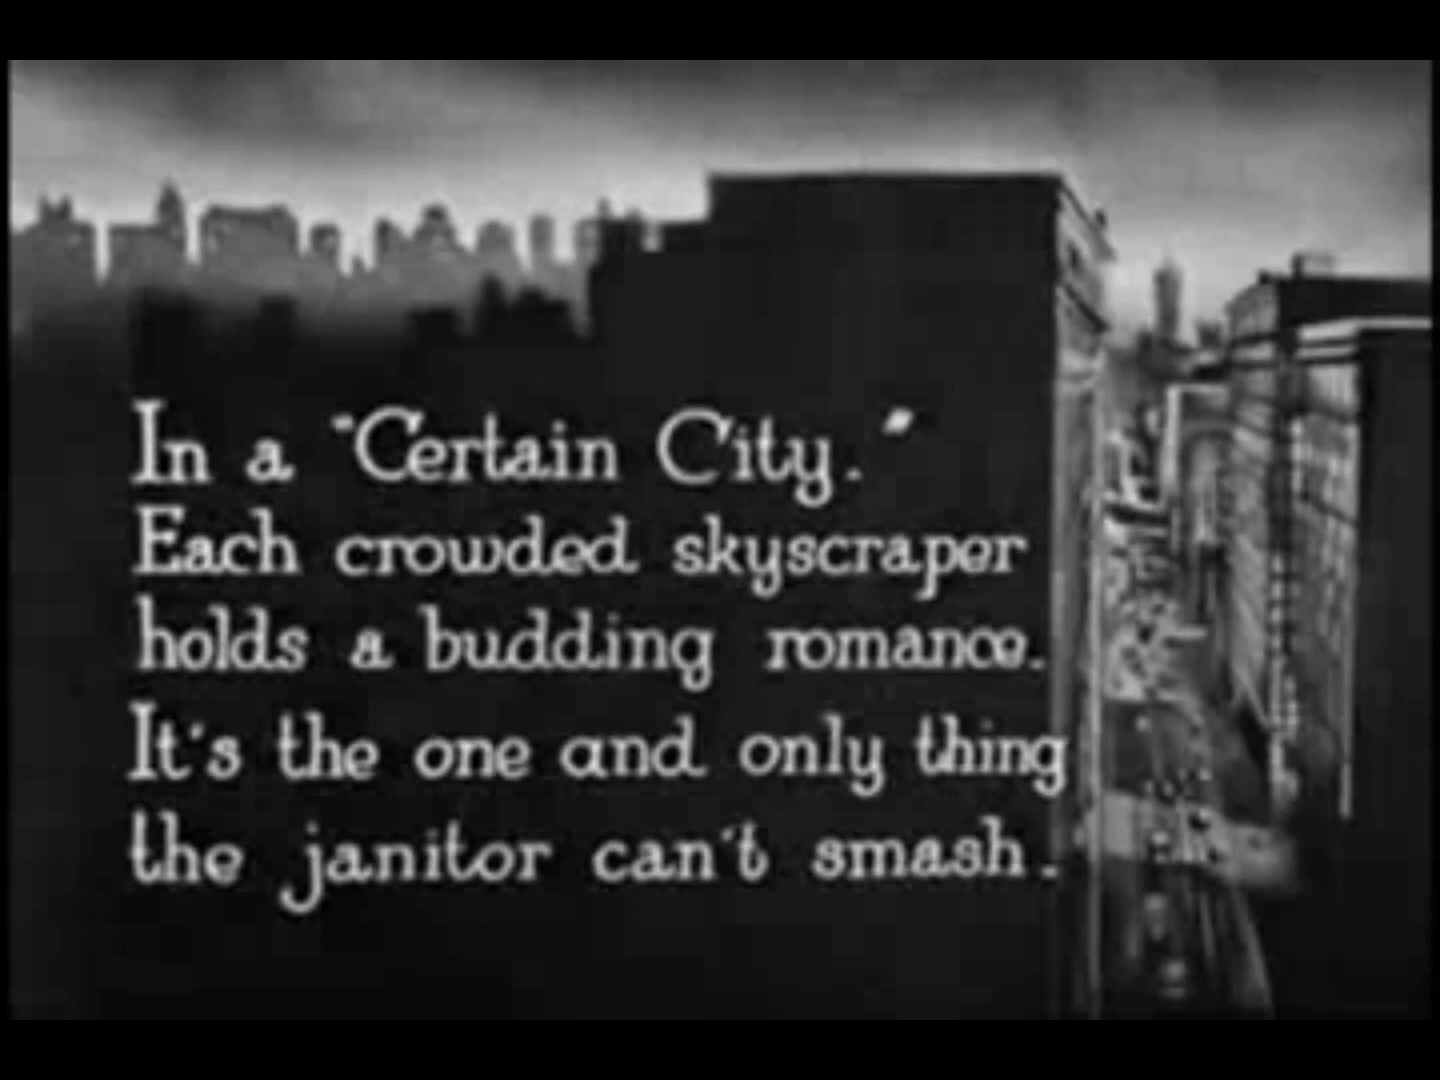 In a "Certain City."
Each crowded skyscraper
holds a budding romance.
It's the one and only thing
the janitor can't smash.